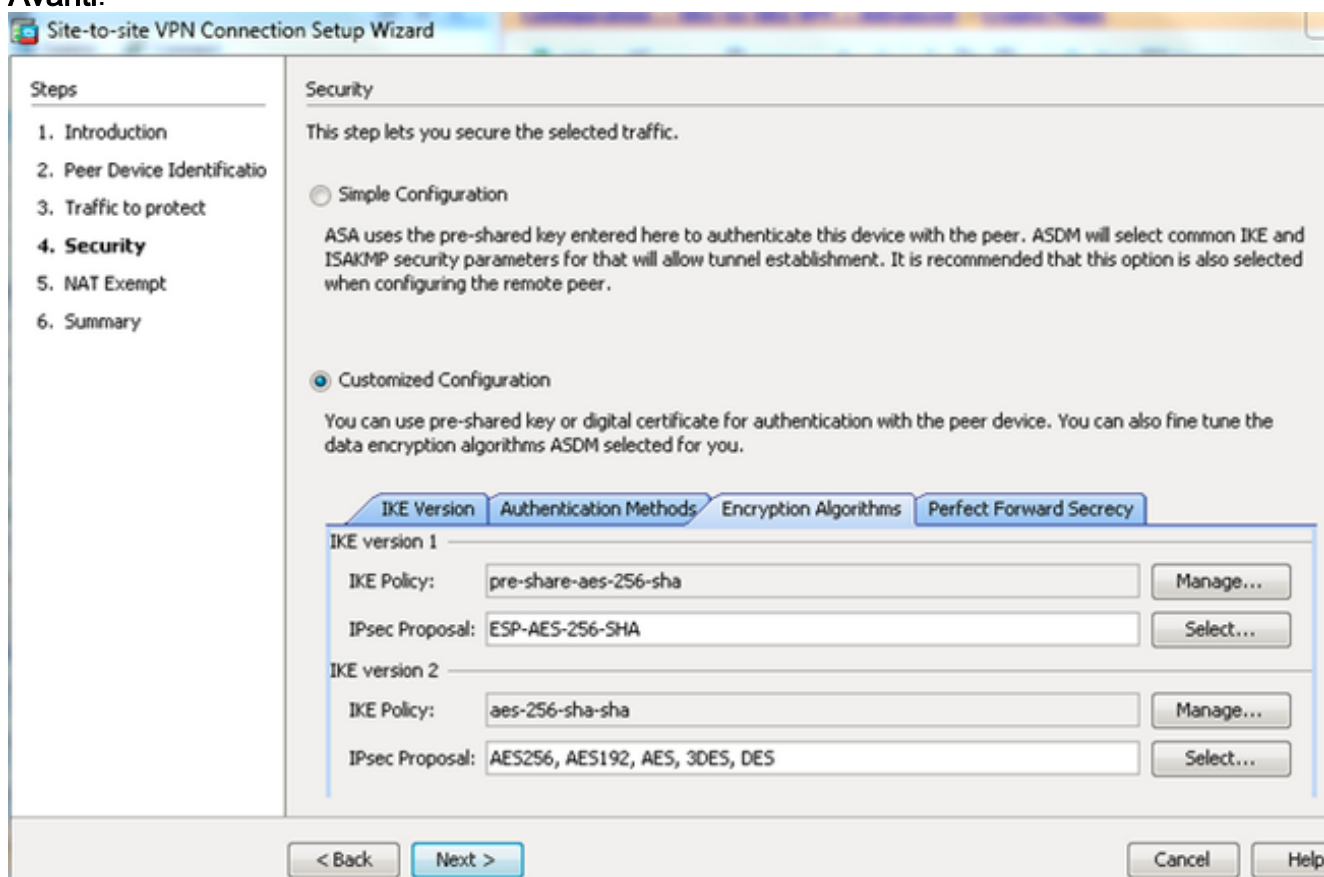 Avanti.
Site-to-site VPN Connection Setup Wizard
Steps
1. Introduction
2. Peer Device Identificatio
3. Traffic to protect
4. Security
5. NAT Exempt
6. Summary
Security
This step lets you secure the selected traffic.
Simple Configuration
ASA uses the pre-shared key entered here to authenticate this device with the peer. ASDM will select common IKE and
ISAKMP security parameters for that will allow tunnel establishment. It is recommended that this option is also selected
when configuring the remote peer.
Customized Configuration
You can use pre-shared key or digital certificate for authentication with the peer device. You can also fine tune the
data encryption algorithms ASDM selected for you.
IKE Version Authentication Methods Encryption Algorithms Perfect Forward Secrecy
IKE version 1
IKE Policy: pre-share-aes-256-sha Manage...
IPsec Proposal: ESP-AES-256-SHA Select...
IKE version 2
IKE Policy: aes-256-sha-sha Manage...
IPsec Proposal: AES256, AES192, AES, 3DES, DES Select...
< Back Next > Cancel Help